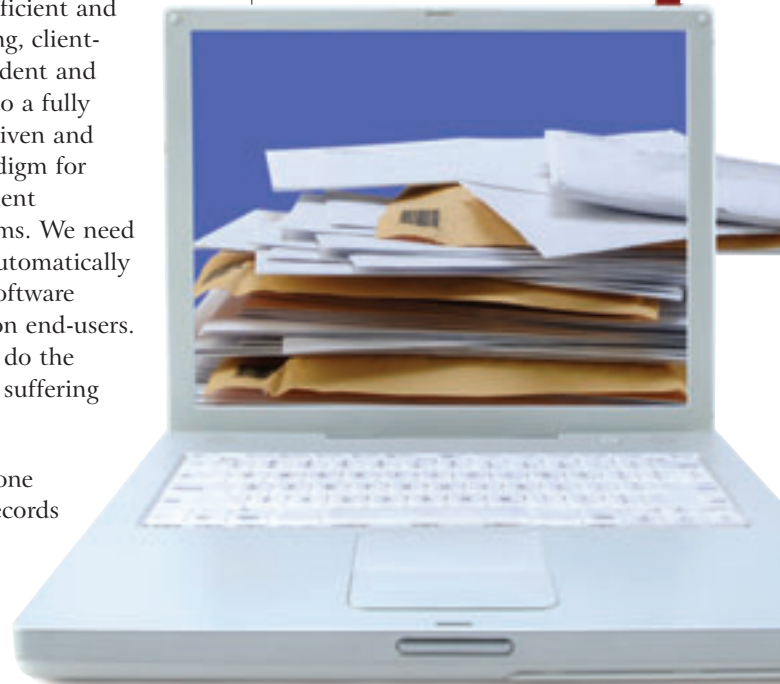 ficient and
ng, client-
dent and
o a fully
iven and
digm for
ent
ms. We need
utomatically
oftware
on end-users.
do the
suffering
one
ecords